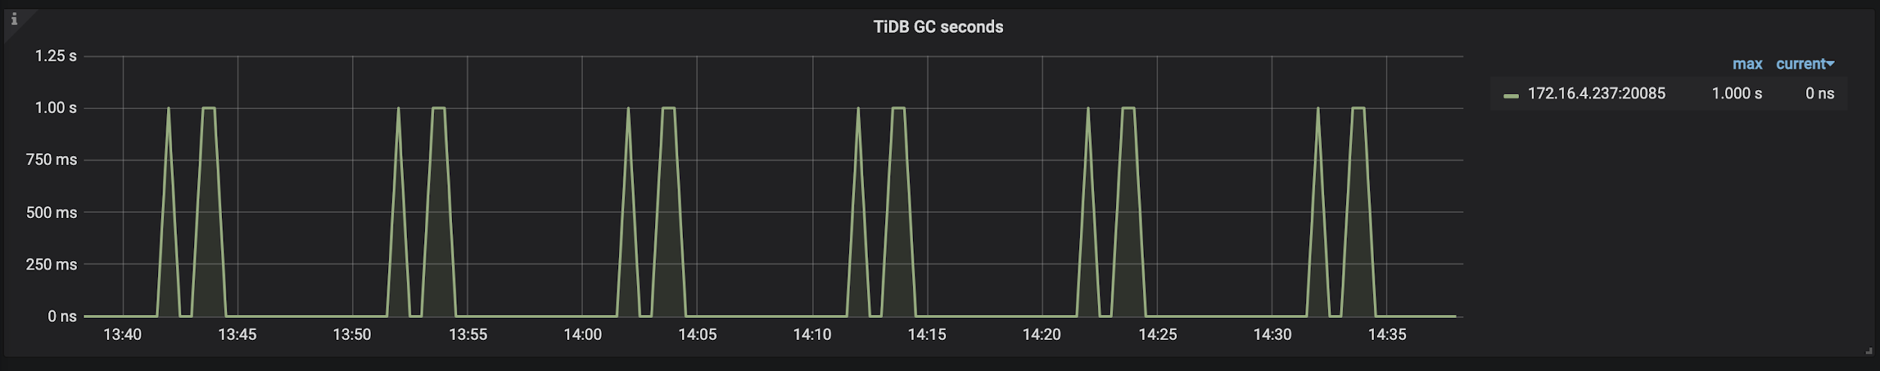 i
TiDB GC seconds
1.25 s
1.00 s
750 ms
500 ms
250 ms
0 ns
13:40 13:45 13:50 13:55 14:00 14:05 14:10 14:15 14:20 14:25 14:30 14:35
max current
172.16.4.237:20085 1.000 s 0 ns